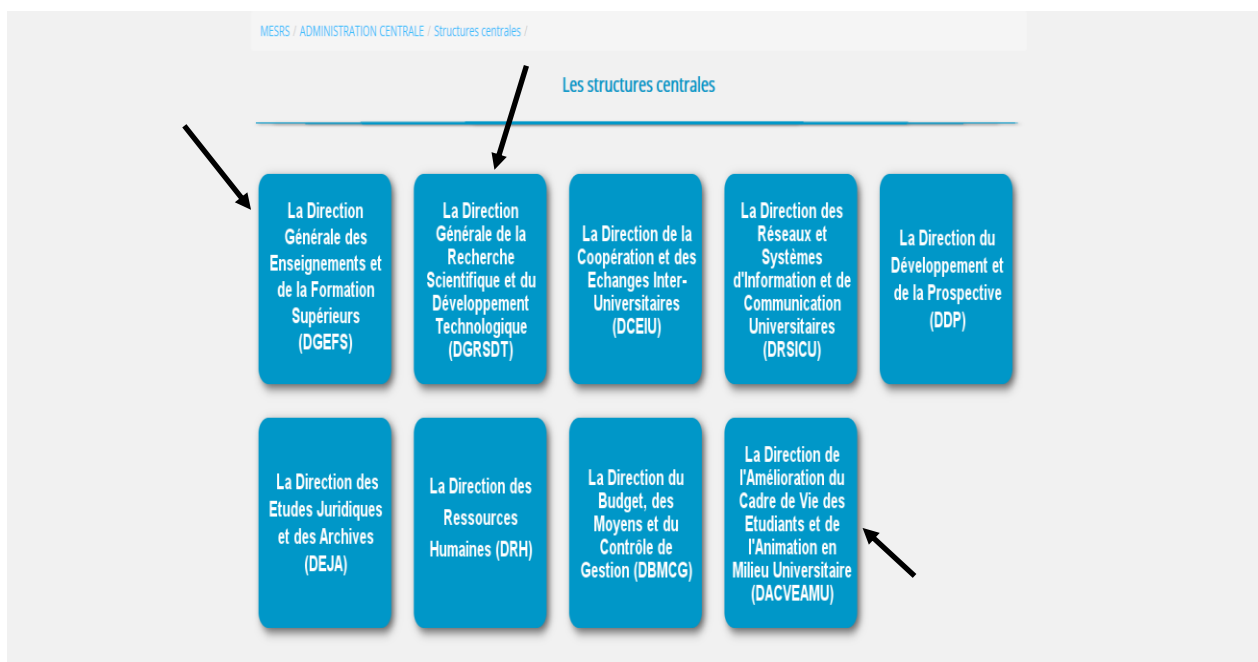 MESRS / ADMINISTRATION CENTRALE / Structures centrales /
Les structures centrales
La Direction
Générale des
Enseignements et
de la Formation
Supérieurs
(DGEFS)
La Direction
Générale de la
Recherche
Scientifique et du
Développement
Technologique
(DGRSDT)
La Direction de la
Coopération et des
Echanges Inter-
Universitaires
(DCEIU)
La Direction des
Réseaux et
Systèmes
d'Information et de
Communication
Universitaires
(DRSICU)
La Direction du
Développement et
de la Prospective
(DDP)
La Direction des
Etudes Juridiques
et des Archives
(DEJA)
La Direction des
Ressources
Humaines (DRH)
La Direction du
Budget, des
Moyens et du
Contrôle de
Gestion (DBMCG)
La Direction de
l'Amélioration du
Cadre de Vie des
Etudiants et de
l'Animation en
Milieu Universitaire
(DACVEAMU)